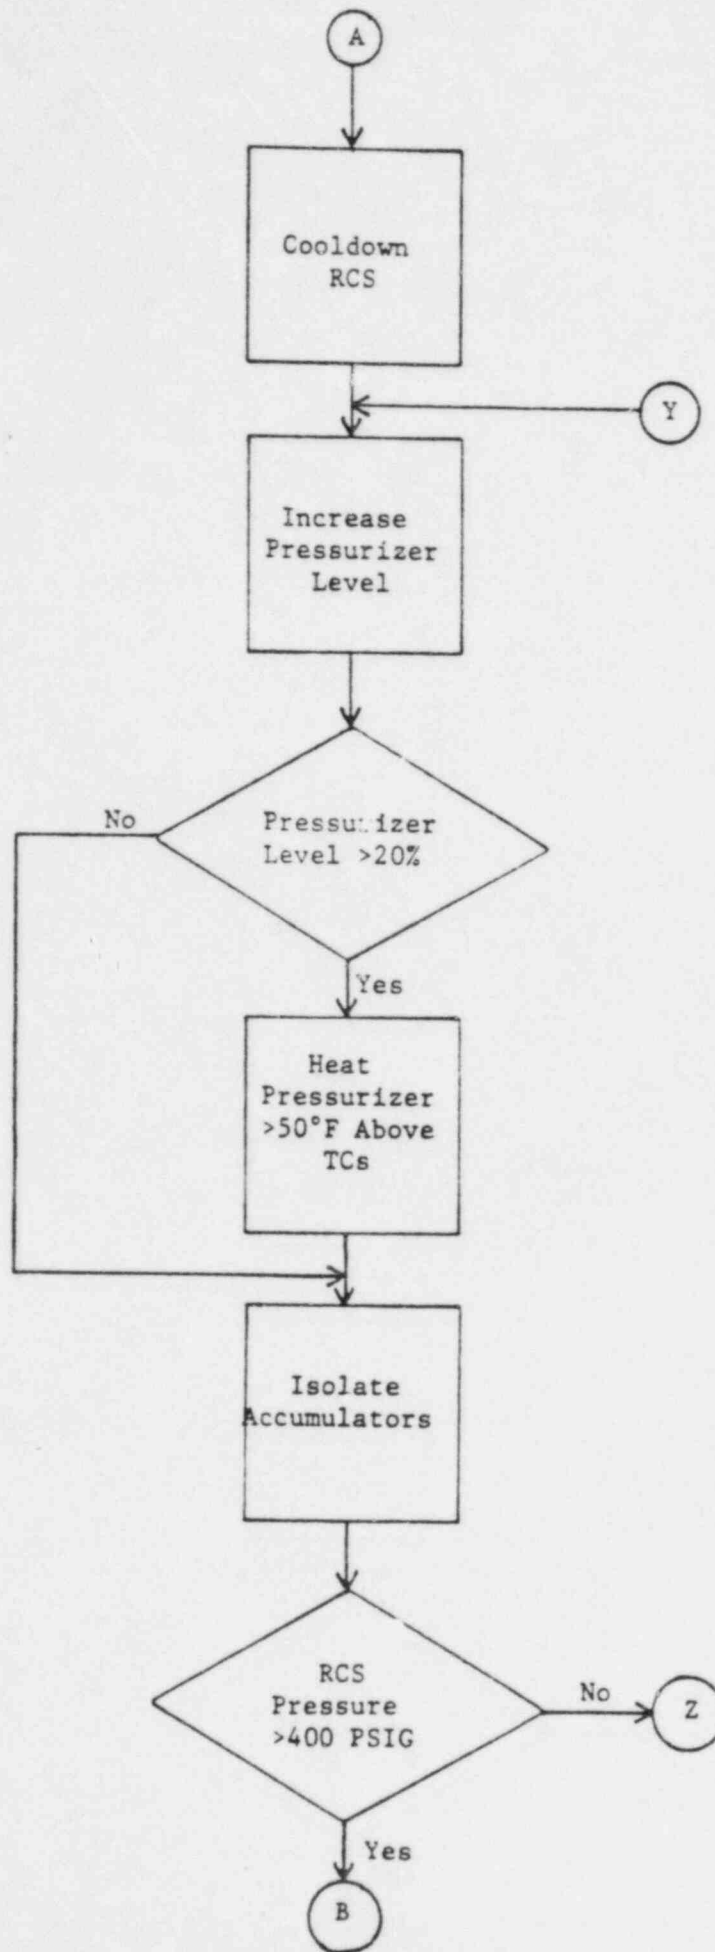 A
Cooldown
RCS
Y
Increase
Pressurizer
Level
No
Pressurizer
Level >20%
Yes
Heat
Pressurizer
>50°F Above
TCs
Isolate
Accumulators
RCS
Pressure
>400 PSIG
No
Z
Yes
B